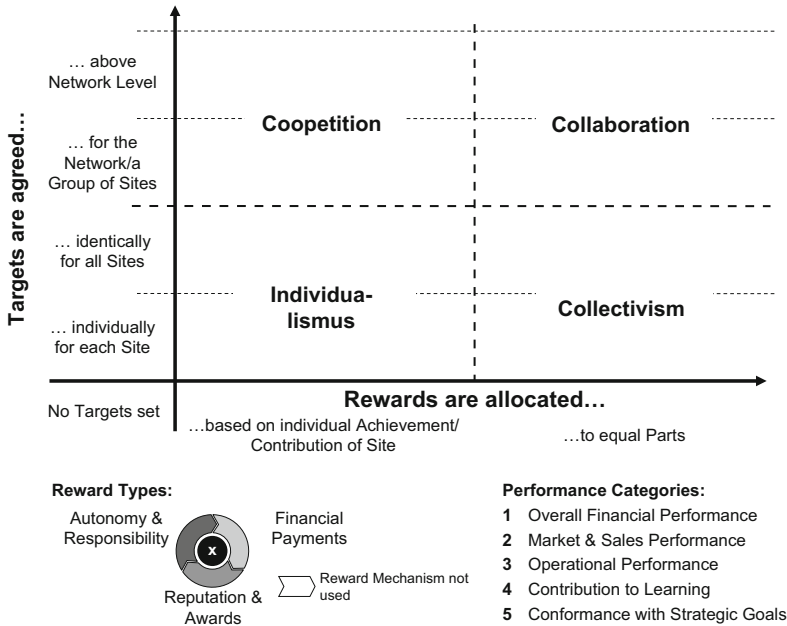 Targets are agreed…
… above
Network Level
… for the
Network/a
Group of Sites
… identically
for all Sites
… individually
for each Site
No Targets set
Coopetition
Collaboration
Individua-
lismus
Collectivism
Rewards are allocated…
…based on individual Achievement/
Contribution of Site
…to equal Parts
Reward Types:
Autonomy &
Responsibility
Financial
Payments
x
Reputation &
Awards
Reward Mechanism not
used
Performance Categories:
1 Overall Financial Performance
2 Market & Sales Performance
3 Operational Performance
4 Contribution to Learning
5 Conformance with Strategic Goals